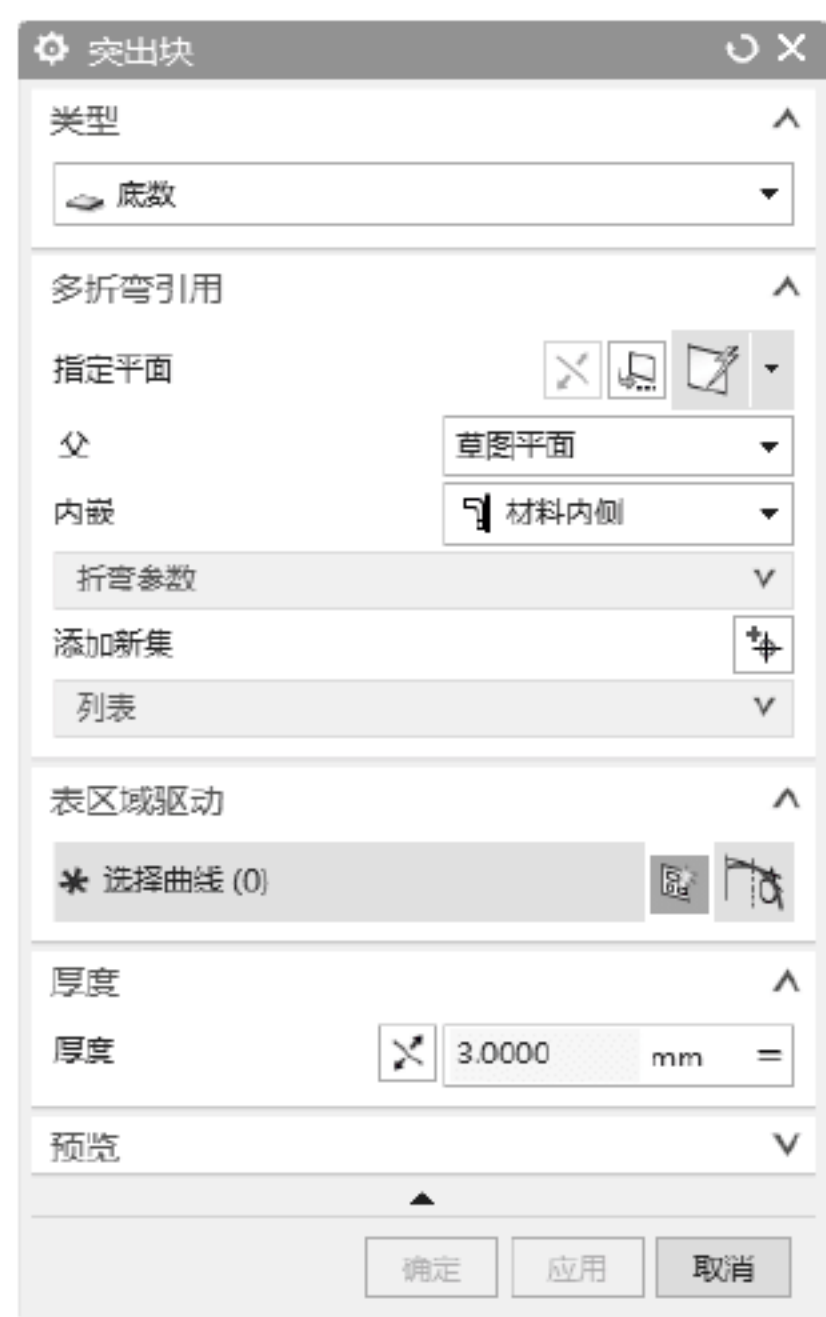 突出块
类型
底数
多折弯引用
指定平面
父 草图平面
内嵌 材料内侧
折弯参数
添加新集
列表
表区域驱动
选择曲线 (0)
厚度
厚度 3.0000 mm =
预览
确定 应用 取消